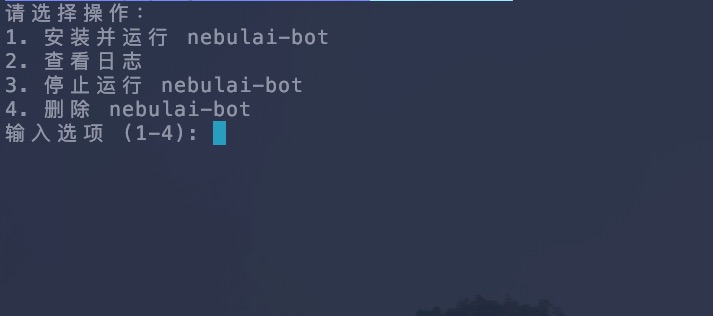 请选择操作：
1. 安装并运行 nebulai-bot
2. 查看日志
3. 停止运行 nebulai-bot
4. 删除 nebulai-bot
输入选项 (1-4):